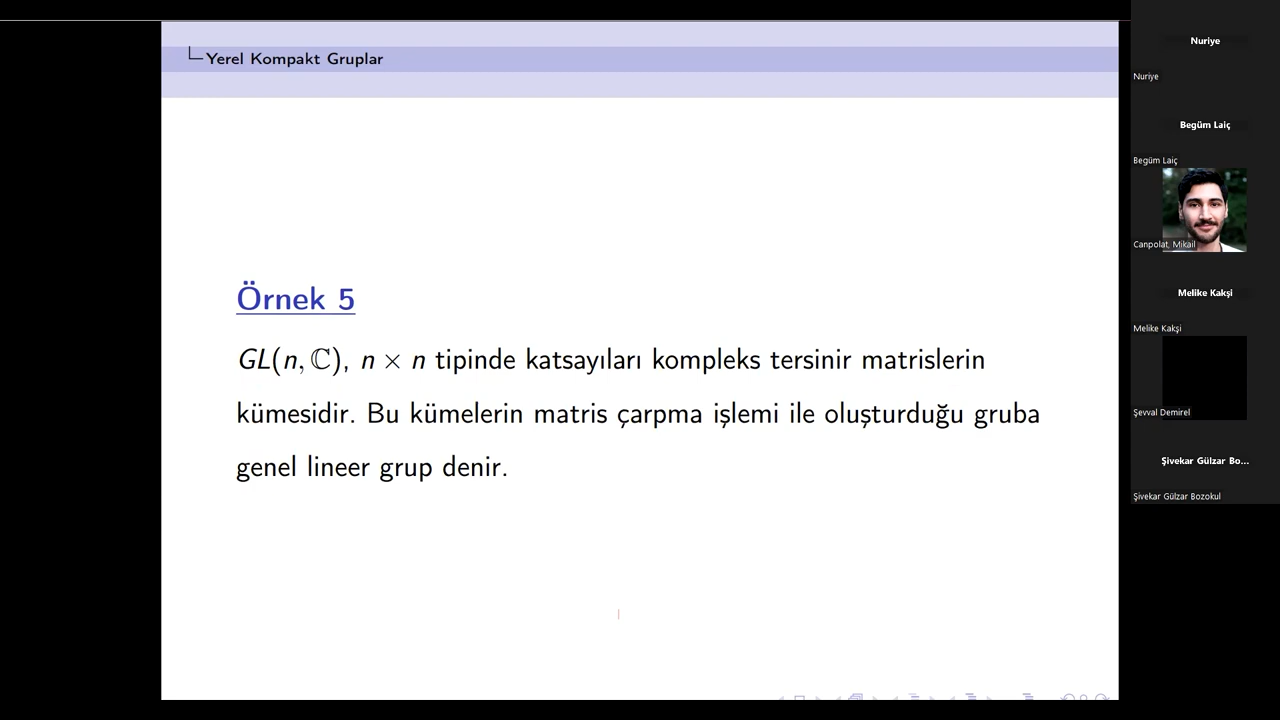 Yerel Kompakt Gruplar
Örnek 5
GL(n, ℂ), n × n tipinde katsayıları kompleks tersinir matrislerin
kümesidir. Bu kümelerin matris çarpma işlemi ile oluşturduğu gruba
genel lineer grup denir.
Nuriye
Nuriye
Begüm Laiç
Begüm Laiç
Canpolat, Mikail
Melike Kakşi
Melike Kakşi
Şevval Demirel
Şivekar Gülzar Bo...
Şivekar Gülzar Bozokul